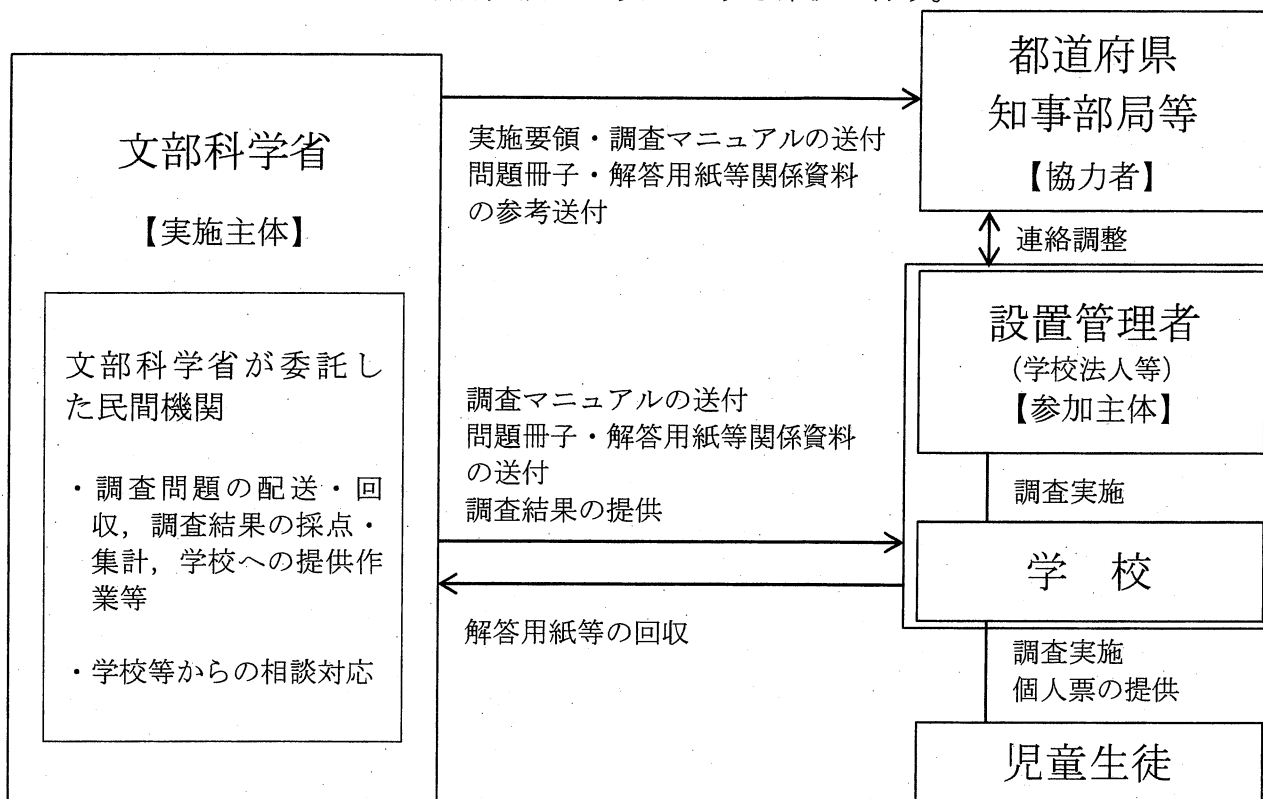 文部科学省
【実施主体】
文部科学省が委託し
た民間機関
・調査問題の配送・回
収，調査結果の採点・
集計，学校への提供作
業等
・学校等からの相談対応
実施要領・調査マニュアルの送付
問題冊子・解答用紙等関係資料
の参考送付
調査マニュアルの送付
問題冊子・解答用紙等関係資料
の送付
調査結果の提供
解答用紙等の回収
都道府県
知事部局等
【協力者】
連絡調整
設置管理者
（学校法人等）
【参加主体】
調査実施
学　校
調査実施
個人票の提供
児童生徒